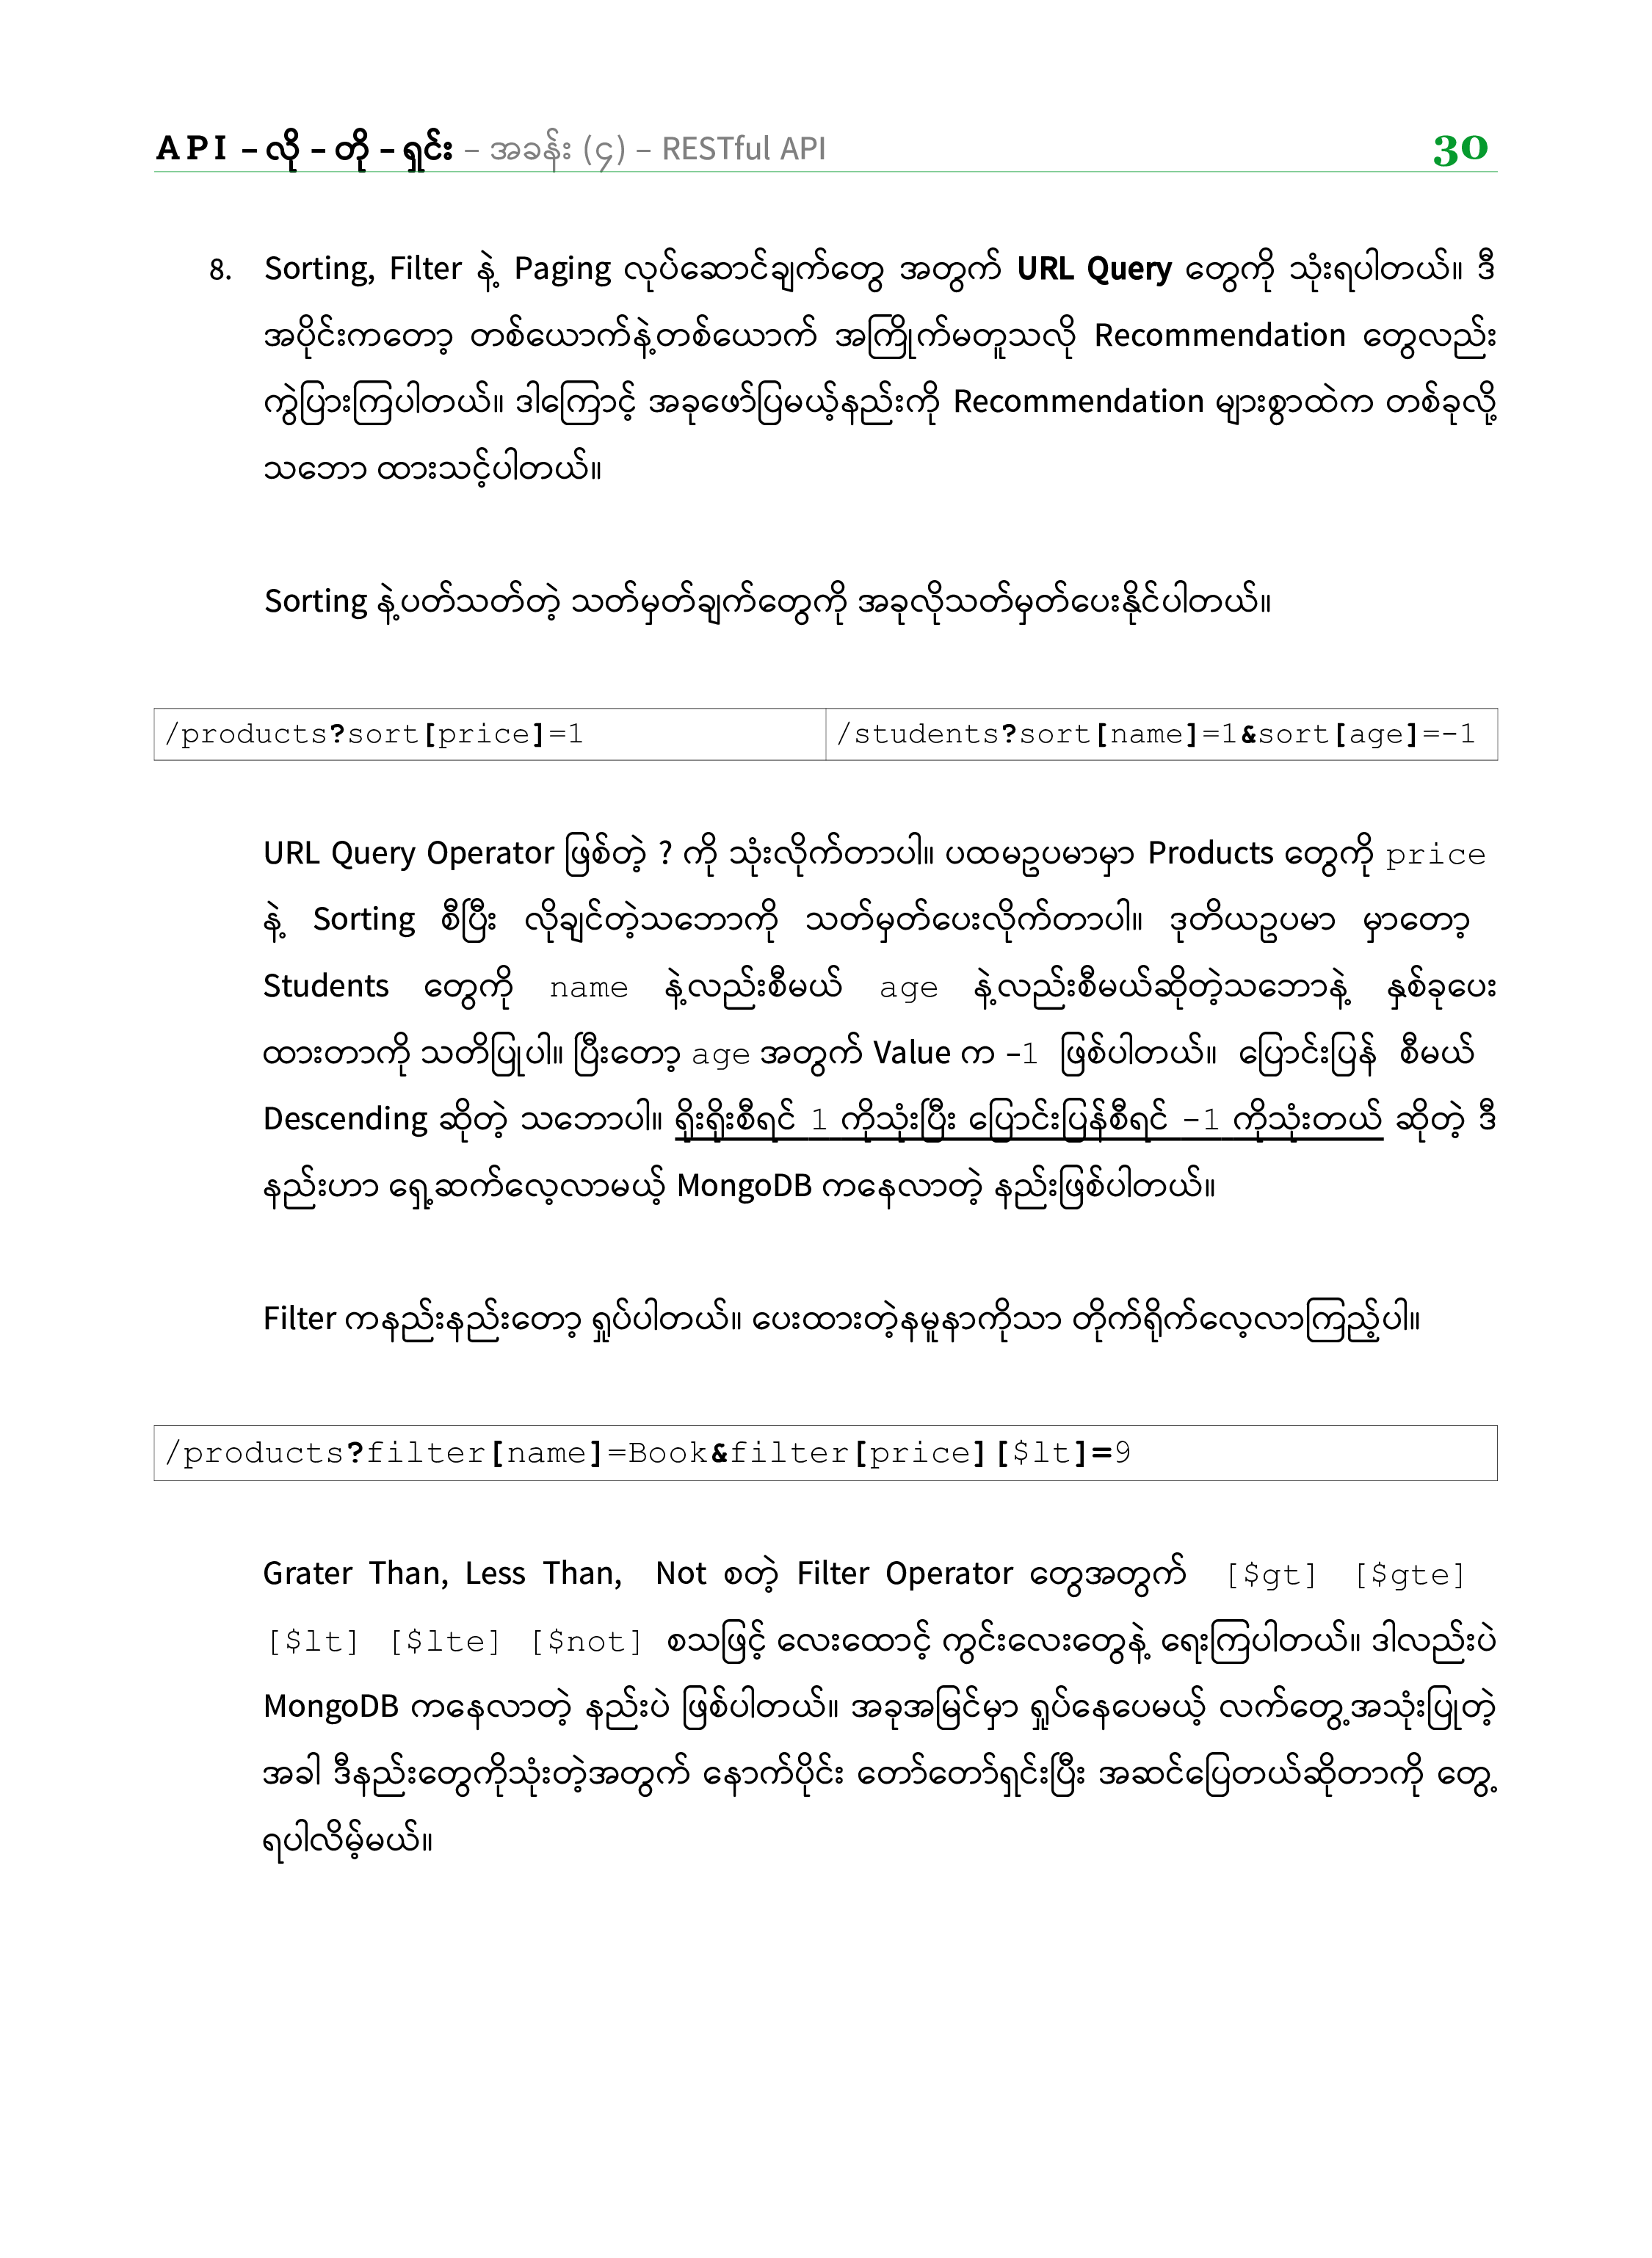 API – လို – တို – ရှင်း – အခန်း (၄) – RESTful API 30
8. Sorting, Filter နဲ့ Paging လုပ်ဆောင်ချက်တွေ အတွက် URL Query တွေကို သုံးရပါတယ်။ ဒီ
အပိုင်းကတော့ တစ်ယောက်နဲ့တစ်ယောက် အကြိုက်မတူသလို Recommendation တွေလည်း
ကွဲပြားကြပါတယ်။ ဒါကြောင့် အခုဖော်ပြမယ့်နည်းကို Recommendation များစွာထဲက တစ်ခုလို့
သဘော ထားသင့်ပါတယ်။
Sorting နဲ့ပတ်သတ်တဲ့ သတ်မှတ်ချက်တွေကို အခုလိုသတ်မှတ်ပေးနိုင်ပါတယ်။
/products?sort[price]=1 /students?sort[name]=1&sort[age]=-1
URL Query Operator ဖြစ်တဲ့ ? ကို သုံးလိုက်တာပါ။ ပထမဥပမာမှာ Products တွေကို price
နဲ့ Sorting စီပြီး လိုချင်တဲ့သဘောကို သတ်မှတ်ပေးလိုက်တာပါ။ ဒုတိယဥပမာ မှာတော့
Students တွေကို name နဲ့လည်းစီမယ် age နဲ့လည်းစီမယ်ဆိုတဲ့သဘောနဲ့ နှစ်ခုပေး
ထားတာကို သတိပြုပါ။ ပြီးတော့ age အတွက် Value က -1 ဖြစ်ပါတယ်။ ပြောင်းပြန် စီမယ်
Descending ဆိုတဲ့ သဘောပါ။ ရိုးရိုးစီရင် 1 ကိုသုံးပြီး ပြောင်းပြန်စီရင် -1 ကိုသုံးတယ် ဆိုတဲ့ ဒီ
နည်းဟာ ရှေ့ဆက်လေ့လာမယ့် MongoDB ကနေလာတဲ့ နည်းဖြစ်ပါတယ်။
Filter ကနည်းနည်းတော့ ရှုပ်ပါတယ်။ ပေးထားတဲ့နမူနာကိုသာ တိုက်ရိုက်လေ့လာကြည့်ပါ။
/products?filter[name]=Book&filter[price][$lt]=9
Grater Than, Less Than, Not စတဲ့ Filter Operator တွေအတွက် [$gt] [$gte]
[$lt] [$lte] [$not] စသဖြင့် လေးထောင့် ကွင်းလေးတွေနဲ့ ရေးကြပါတယ်။ ဒါလည်းပဲ
MongoDB ကနေလာတဲ့ နည်းပဲ ဖြစ်ပါတယ်။ အခုအမြင်မှာ ရှုပ်နေပေမယ့် လက်တွေ့အသုံးပြုတဲ့
အခါ ဒီနည်းတွေကိုသုံးတဲ့အတွက် နောက်ပိုင်း တော်တော်ရှင်းပြီး အဆင်ပြေတယ်ဆိုတာကို တွေ့
ရပါလိမ့်မယ်။